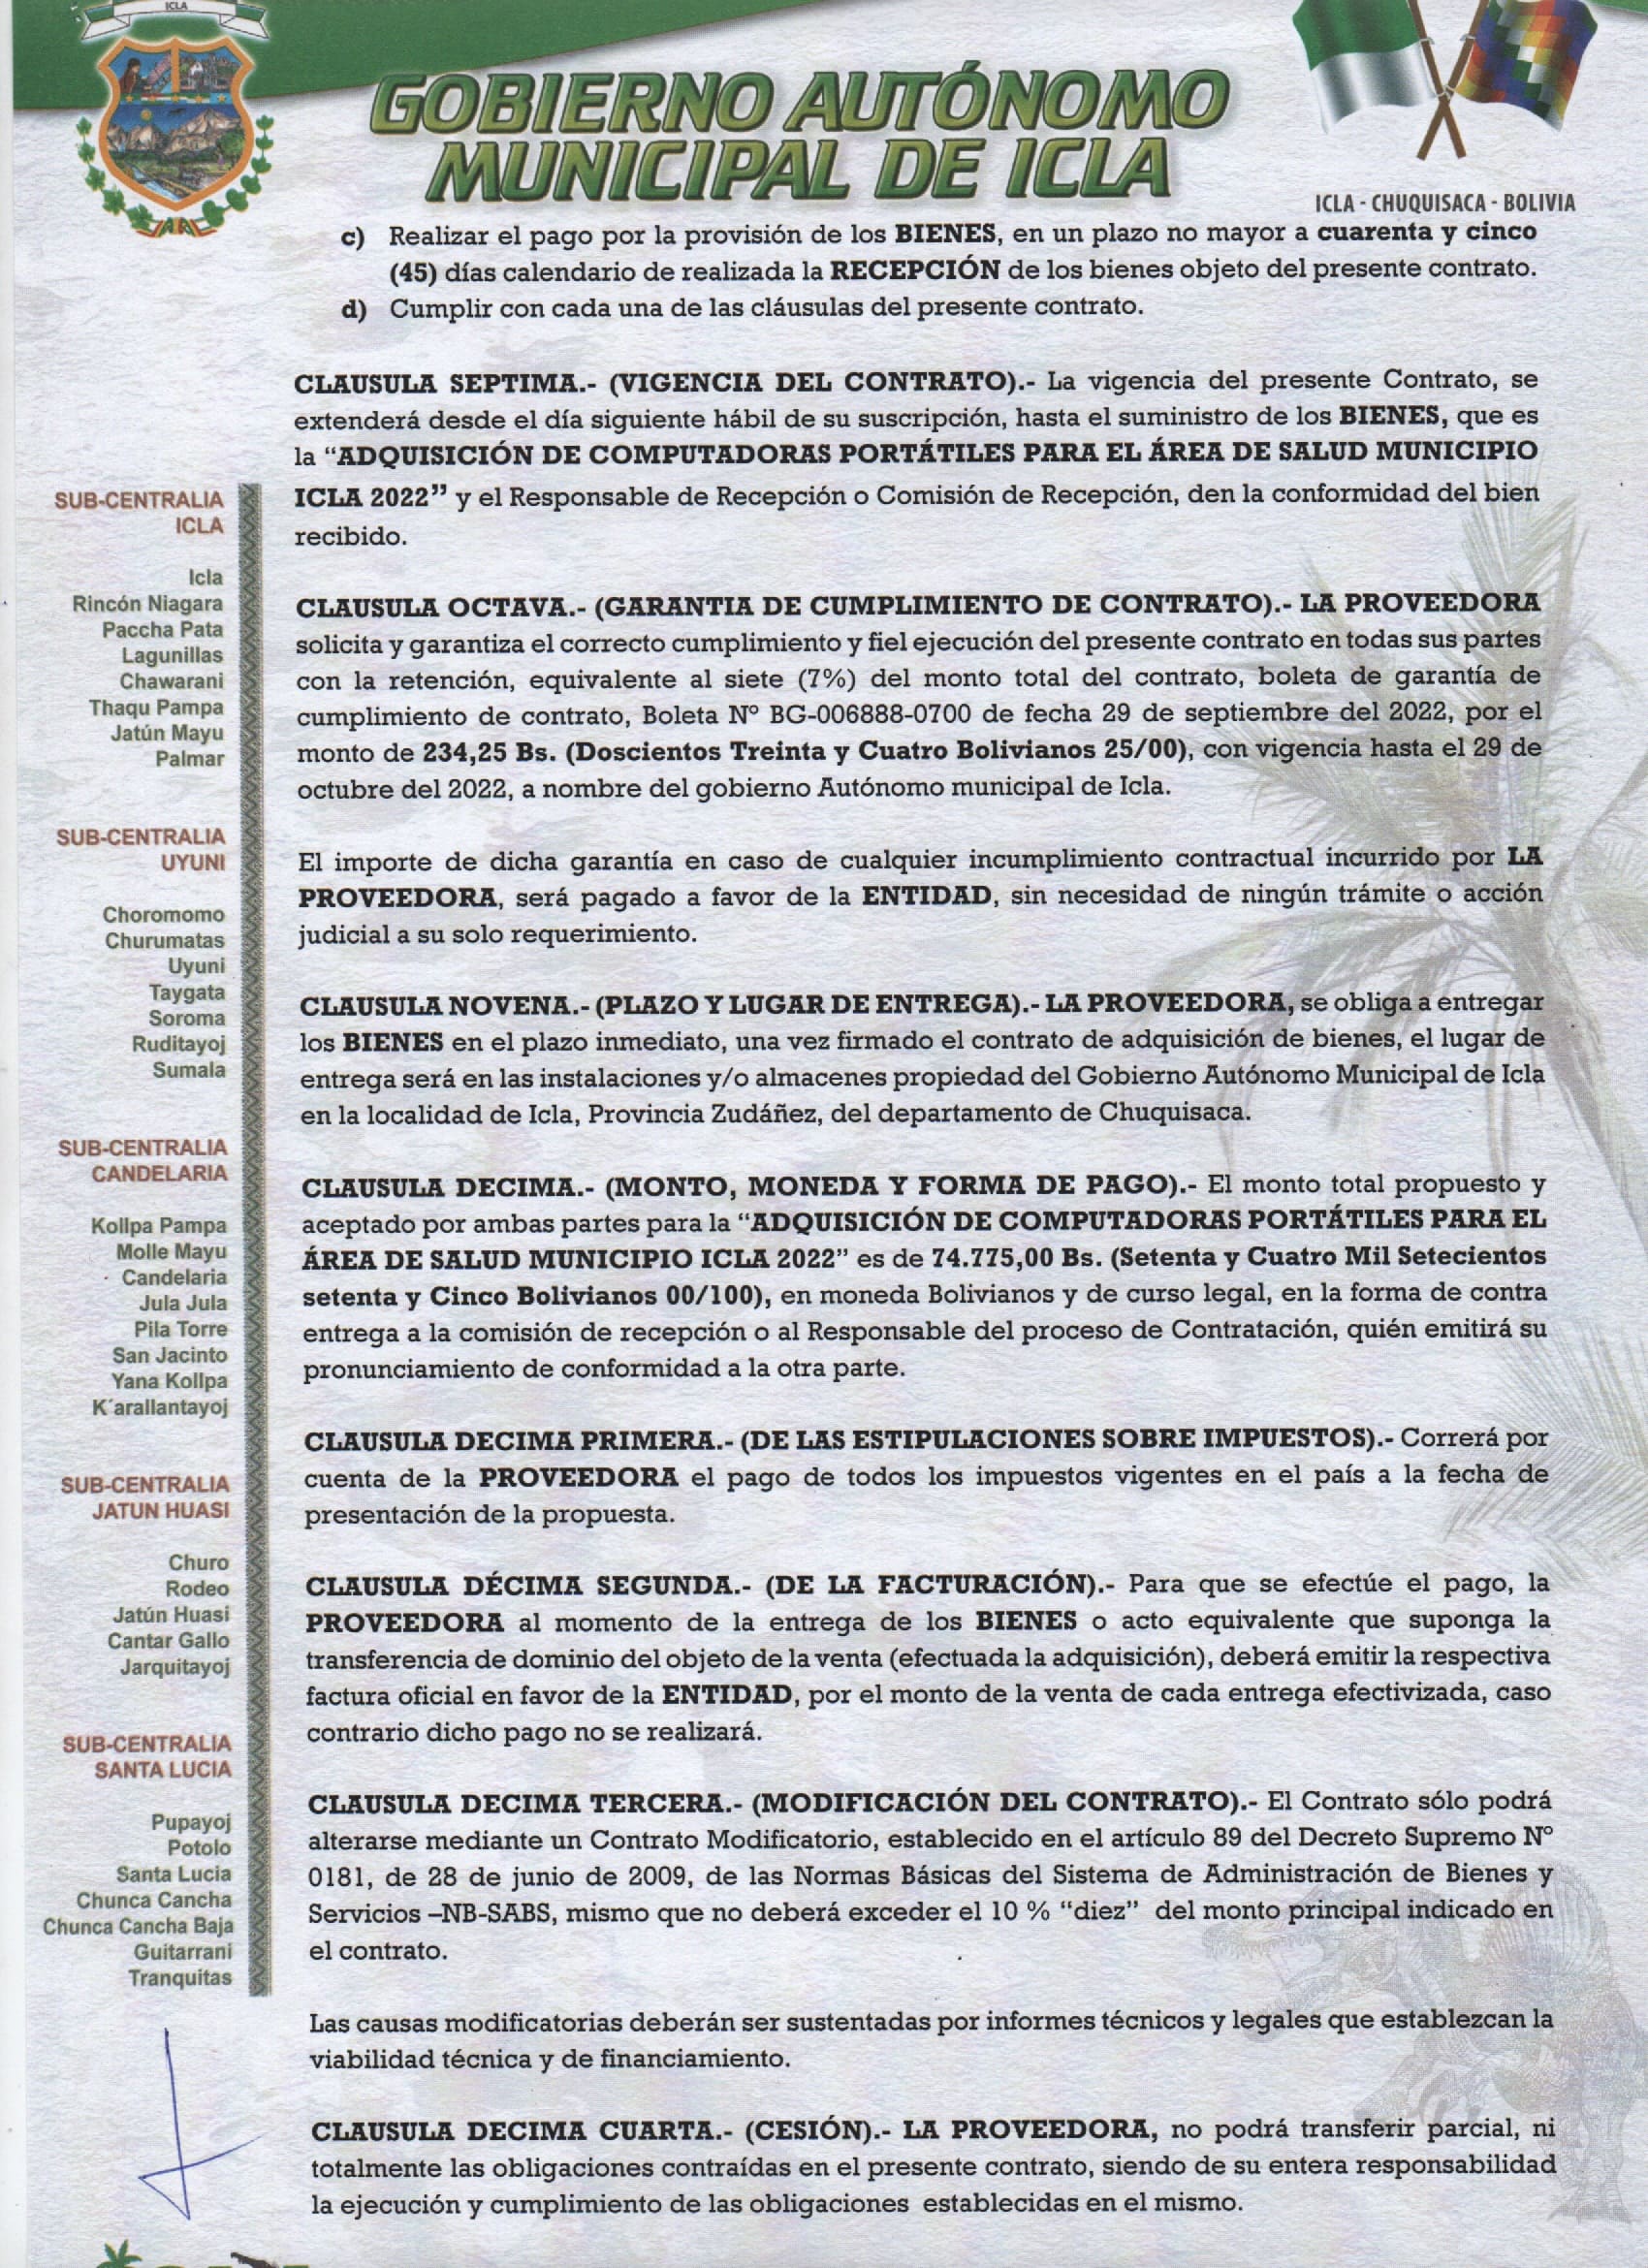 ICLA
GOBIERNO AUTÓNOMO
MUNICIPAL DE ICLA
ICLA - CHUQUISACA - BOLIVIA
c) Realizar el pago por la provisión de los BIENES, en un plazo no mayor a cuarenta y cinco
(45) días calendario de realizada la RECEPCIÓN de los bienes objeto del presente contrato.
d) Cumplir con cada una de las cláusulas del presente contrato.
CLAUSULA SEPTIMA.- (VIGENCIA DEL CONTRATO).- La vigencia del presente Contrato, se
extenderá desde el día siguiente hábil de su suscripción, hasta el suministro de los BIENES, que es
la “ADQUISICIÓN DE COMPUTADORAS PORTÁTILES PARA EL ÁREA DE SALUD MUNICIPIO
ICLA 2022” y el Responsable de Recepción o Comisión de Recepción, den la conformidad del bien
recibido.
CLAUSULA OCTAVA.- (GARANTIA DE CUMPLIMIENTO DE CONTRATO).- LA PROVEEDORA
solicita y garantiza el correcto cumplimiento y fiel ejecución del presente contrato en todas sus partes
con la retención, equivalente al siete (7%) del monto total del contrato, boleta de garantía de
cumplimiento de contrato, Boleta N° BG-006888-0700 de fecha 29 de septiembre del 2022, por el
monto de 234,25 Bs. (Doscientos Treinta y Cuatro Bolivianos 25/00), con vigencia hasta el 29 de
octubre del 2022, a nombre del gobierno Autónomo municipal de Icla.
El importe de dicha garantía en caso de cualquier incumplimiento contractual incurrido por LA
PROVEEDORA, será pagado a favor de la ENTIDAD, sin necesidad de ningún trámite o acción
judicial a su solo requerimiento.
CLAUSULA NOVENA.- (PLAZO Y LUGAR DE ENTREGA).- LA PROVEEDORA, se obliga a entregar
los BIENES en el plazo inmediato, una vez firmado el contrato de adquisición de bienes, el lugar de
entrega será en las instalaciones y/o almacenes propiedad del Gobierno Autónomo Municipal de Icla
en la localidad de Icla, Provincia Zudáñez, del departamento de Chuquisaca.
CLAUSULA DECIMA.- (MONTO, MONEDA Y FORMA DE PAGO).- El monto total propuesto y
aceptado por ambas partes para la “ADQUISICIÓN DE COMPUTADORAS PORTÁTILES PARA EL
ÁREA DE SALUD MUNICIPIO ICLA 2022” es de 74.775,00 Bs. (Setenta y Cuatro Mil Setecientos
setenta y Cinco Bolivianos 00/100), en moneda Bolivianos y de curso legal, en la forma de contra
entrega a la comisión de recepción o al Responsable del proceso de Contratación, quién emitirá su
pronunciamiento de conformidad a la otra parte.
CLAUSULA DECIMA PRIMERA.- (DE LAS ESTIPULACIONES SOBRE IMPUESTOS).- Correrá por
cuenta de la PROVEEDORA el pago de todos los impuestos vigentes en el país a la fecha de
presentación de la propuesta.
CLAUSULA DÉCIMA SEGUNDA.- (DE LA FACTURACIÓN).- Para que se efectúe el pago, la
PROVEEDORA al momento de la entrega de los BIENES o acto equivalente que suponga la
transferencia de dominio del objeto de la venta (efectuada la adquisición), deberá emitir la respectiva
factura oficial en favor de la ENTIDAD, por el monto de la venta de cada entrega efectivizada, caso
contrario dicho pago no se realizará.
CLAUSULA DECIMA TERCERA.- (MODIFICACIÓN DEL CONTRATO).- El Contrato sólo podrá
alterarse mediante un Contrato Modificatorio, establecido en el artículo 89 del Decreto Supremo N°
0181, de 28 de junio de 2009, de las Normas Básicas del Sistema de Administración de Bienes y
Servicios –NB-SABS, mismo que no deberá exceder el 10 % “diez” del monto principal indicado en
el contrato.
Las causas modificatorias deberán ser sustentadas por informes técnicos y legales que establezcan la
viabilidad técnica y de financiamiento.
CLAUSULA DECIMA CUARTA.- (CESIÓN).- LA PROVEEDORA, no podrá transferir parcial, ni
totalmente las obligaciones contraídas en el presente contrato, siendo de su entera responsabilidad
la ejecución y cumplimiento de las obligaciones establecidas en el mismo.
SUB-CENTRALIA
ICLA
Icla
Rincón Niagara
Paccha Pata
Lagunillas
Chawarani
Thaqu Pampa
Jatún Mayu
Palmar
SUB-CENTRALIA
UYUNI
Choromomo
Churumatas
Uyuni
Taygata
Soroma
Ruditayoj
Sumala
SUB-CENTRALIA
CANDELARIA
Kollpa Pampa
Molle Mayu
Candelaria
Jula Jula
Pila Torre
San Jacinto
Yana Kollpa
K´arallantayoj
SUB-CENTRALIA
JATUN HUASI
Churo
Rodeo
Jatún Huasi
Cantar Gallo
Jarquitayoj
SUB-CENTRALIA
SANTA LUCIA
Pupayoj
Potolo
Santa Lucia
Chunca Cancha
Chunca Cancha Baja
Guitarrani
Tranquitas